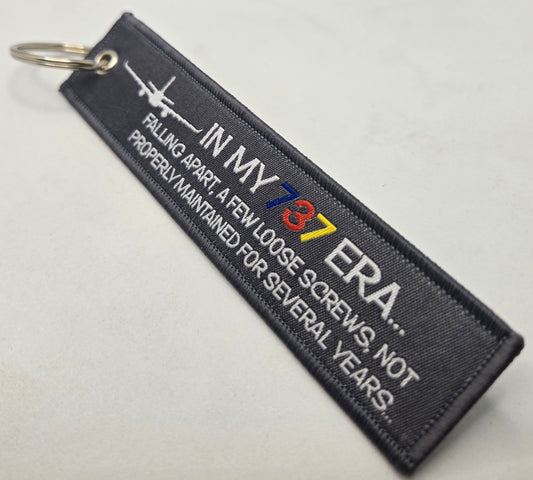 IN MY 737 ERA...
FALLING APART, A FEW LOOSE SCREWS, NOT
PROPERLY MAINTAINED FOR SEVERAL YEARS...